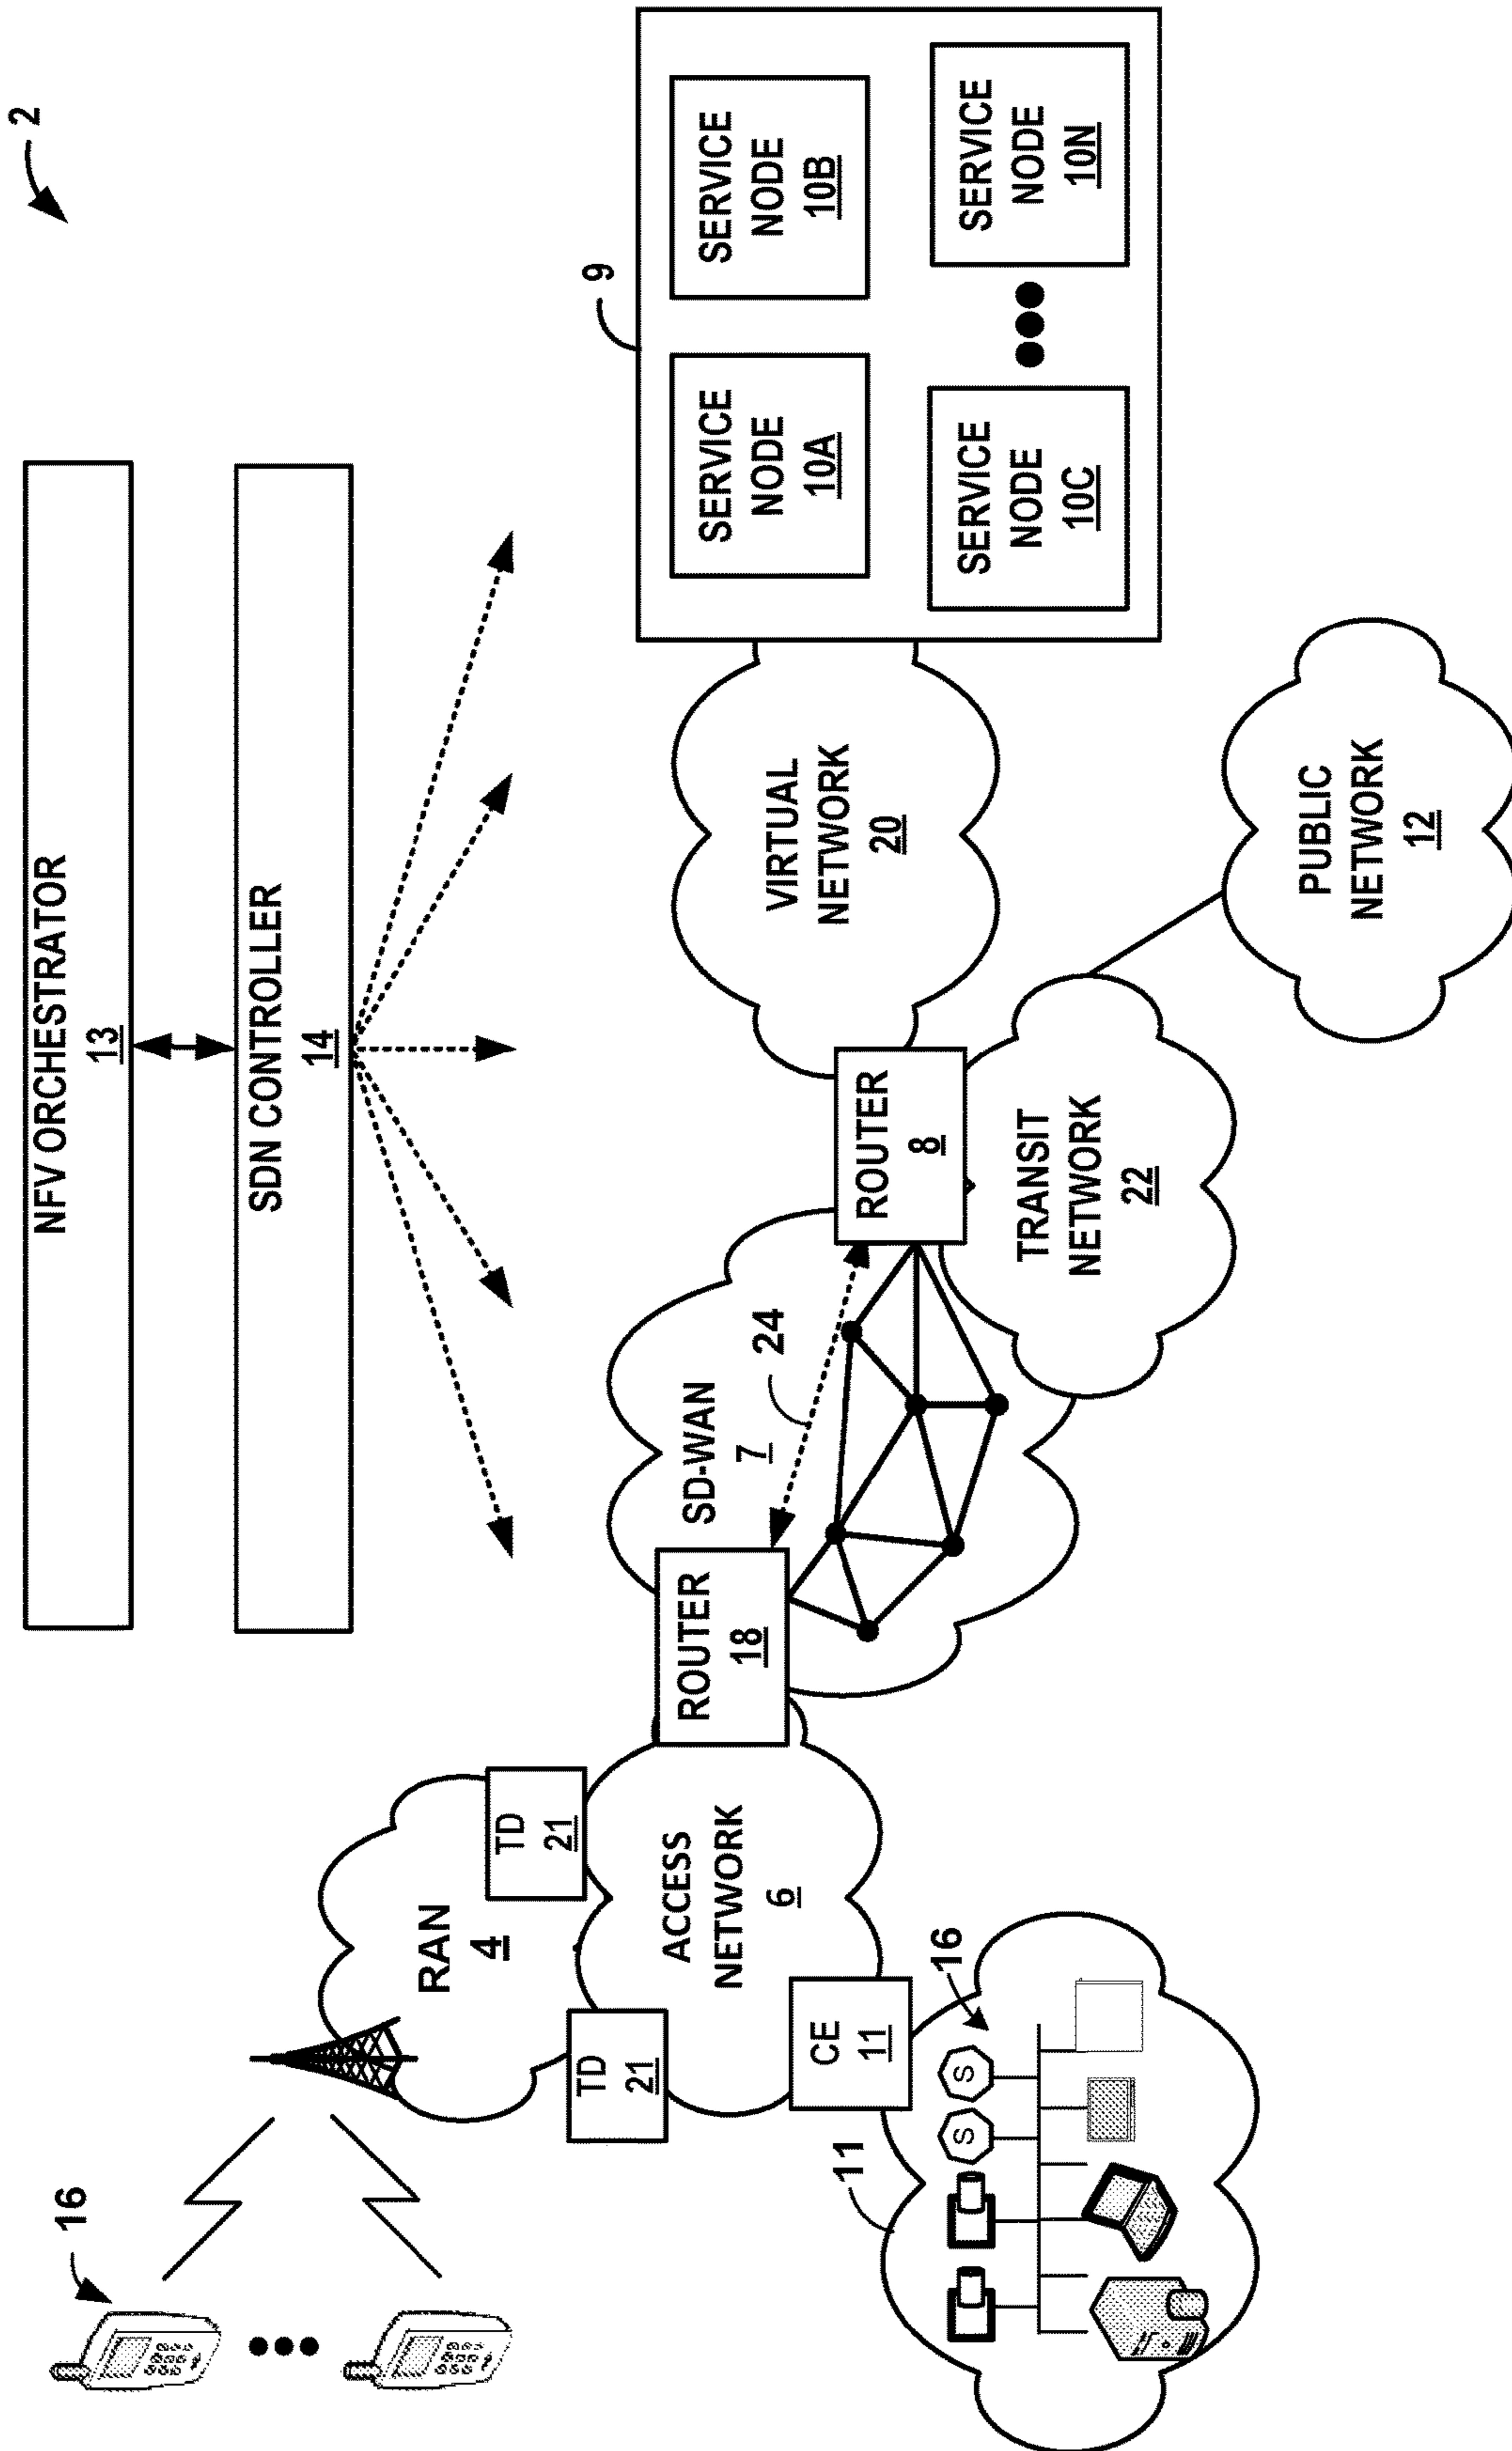 2
NFV ORCHESTRATOR
13
SDN CONTROLLER
14
16
RAN
4
TD
21
TD
21
ACCESS
NETWORK
6
CE
11
11
16
S
S
ROUTER
18
SD-WAN
7
24
ROUTER
8
TRANSIT
NETWORK
22
VIRTUAL
NETWORK
20
PUBLIC
NETWORK
12
9
SERVICE
NODE
10A
SERVICE
NODE
10B
SERVICE
NODE
10C
SERVICE
NODE
10N